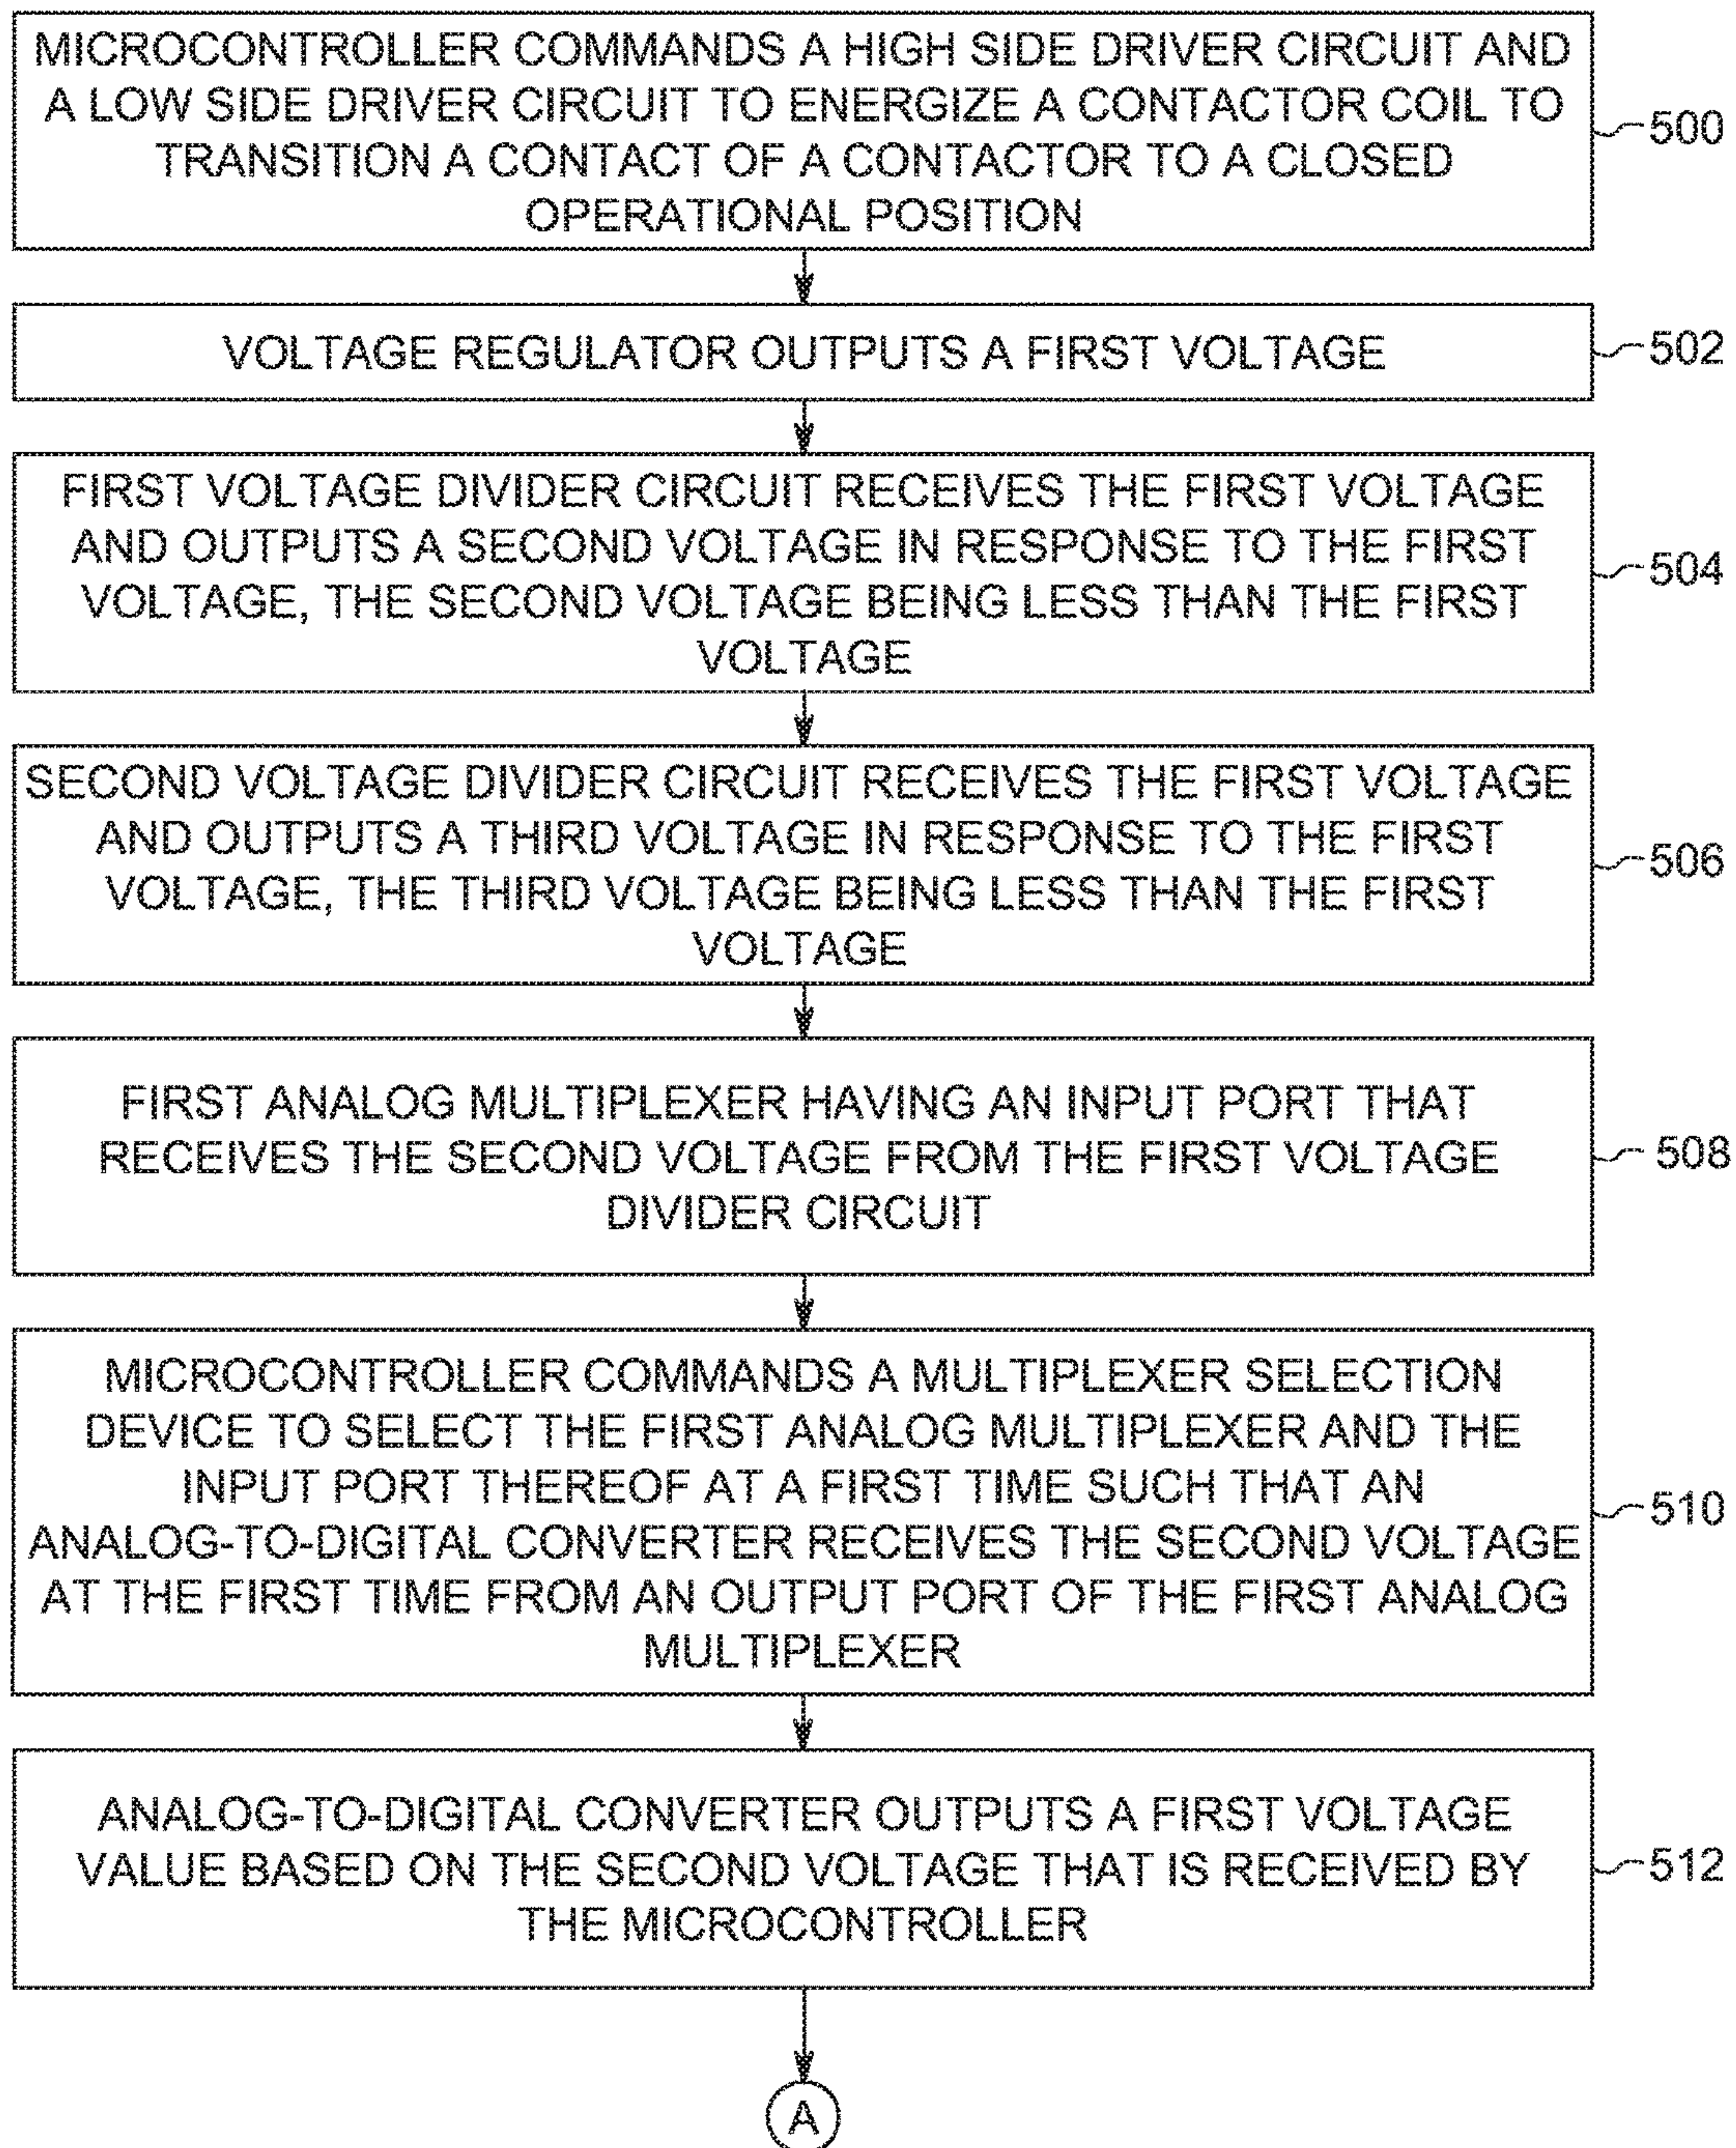 MICROCONTROLLER COMMANDS A HIGH SIDE DRIVER CIRCUIT AND
A LOW SIDE DRIVER CIRCUIT TO ENERGIZE A CONTACTOR COIL TO
TRANSITION A CONTACT OF A CONTACTOR TO A CLOSED
OPERATIONAL POSITION
500
VOLTAGE REGULATOR OUTPUTS A FIRST VOLTAGE
502
FIRST VOLTAGE DIVIDER CIRCUIT RECEIVES THE FIRST VOLTAGE
AND OUTPUTS A SECOND VOLTAGE IN RESPONSE TO THE FIRST
VOLTAGE, THE SECOND VOLTAGE BEING LESS THAN THE FIRST
VOLTAGE
504
SECOND VOLTAGE DIVIDER CIRCUIT RECEIVES THE FIRST VOLTAGE
AND OUTPUTS A THIRD VOLTAGE IN RESPONSE TO THE FIRST
VOLTAGE, THE THIRD VOLTAGE BEING LESS THAN THE FIRST
VOLTAGE
506
FIRST ANALOG MULTIPLEXER HAVING AN INPUT PORT THAT
RECEIVES THE SECOND VOLTAGE FROM THE FIRST VOLTAGE
DIVIDER CIRCUIT
508
MICROCONTROLLER COMMANDS A MULTIPLEXER SELECTION
DEVICE TO SELECT THE FIRST ANALOG MULTIPLEXER AND THE
INPUT PORT THEREOF AT A FIRST TIME SUCH THAT AN
ANALOG-TO-DIGITAL CONVERTER RECEIVES THE SECOND VOLTAGE
AT THE FIRST TIME FROM AN OUTPUT PORT OF THE FIRST ANALOG
MULTIPLEXER
510
ANALOG-TO-DIGITAL CONVERTER OUTPUTS A FIRST VOLTAGE
VALUE BASED ON THE SECOND VOLTAGE THAT IS RECEIVED BY
THE MICROCONTROLLER
512
A